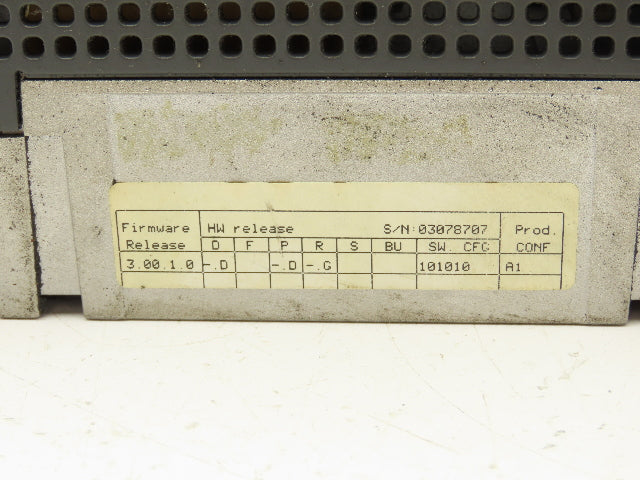 Firmware HW release S/N:03078707 Prod.
Release D F P R S BU SW. CFG CONF
3.00.1.0 -.D -.D -.G 101010 A1